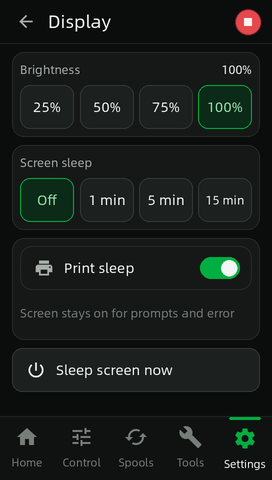 Display
Brightness 100%
25% 50% 75% 100%
Screen sleep
Off 1 min 5 min 15 min
Print sleep
Screen stays on for prompts and error
Sleep screen now
Home Control Spools Tools Settings